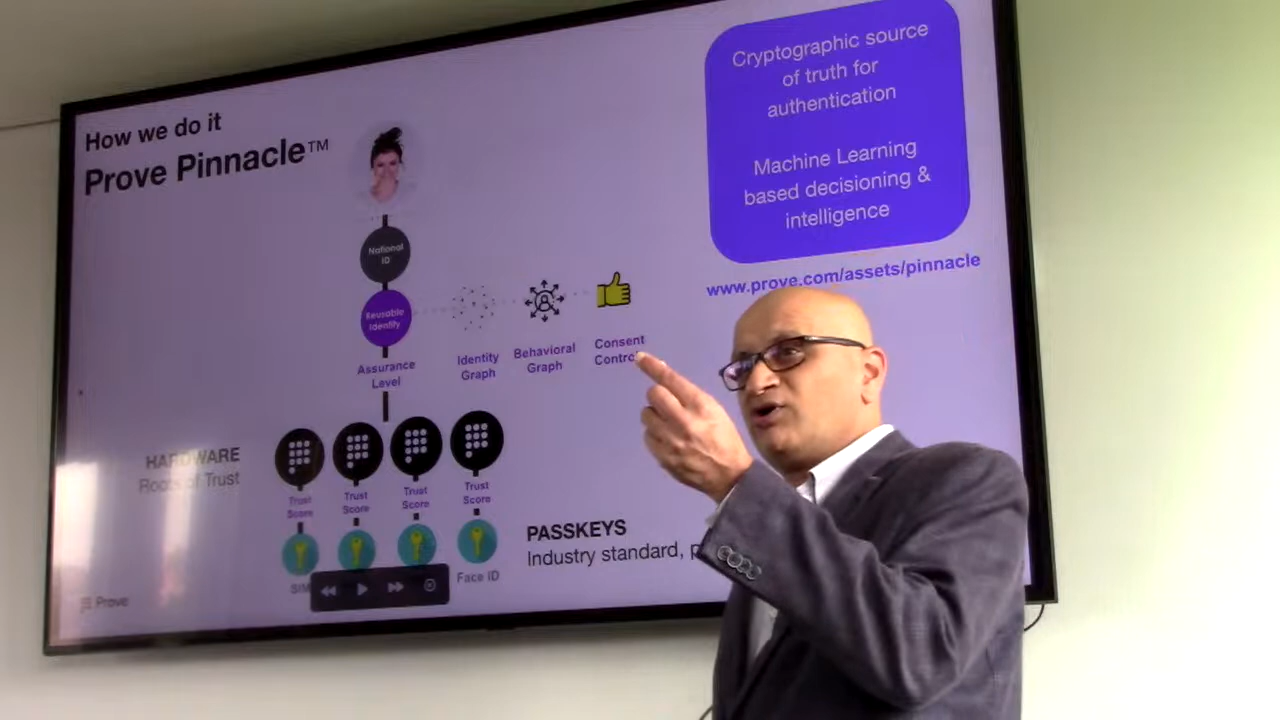 How we do it
Prove Pinnacle™
Cryptographic source
of truth for
authentication
Machine Learning
based decisioning &
intelligence
www.prove.com/assets/pinnacle
National
ID
Reusable
Identity
Assurance
Level
Identity
Graph
Behavioral
Graph
Consent
HARDWARE
Roots of Trust
Trust
Score
Trust
Score
Trust
Score
Trust
Score
SIM
Face ID
PASSKEYS
Industry standard,
Prove